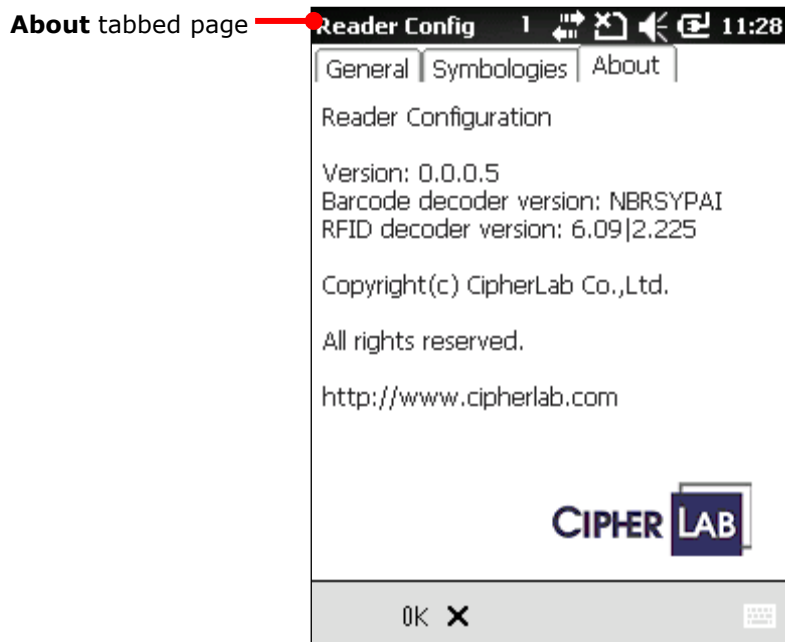 About tabbed page
Reader Config 1 11:28
General Symbologies About
Reader Configuration
Version: 0.0.0.5
Barcode decoder version: NBRSYPAI
RFID decoder version: 6.09|2.225
Copyright(c) CipherLab Co.,Ltd.
All rights reserved.
http://www.cipherlab.com
CIPHER LAB
OK